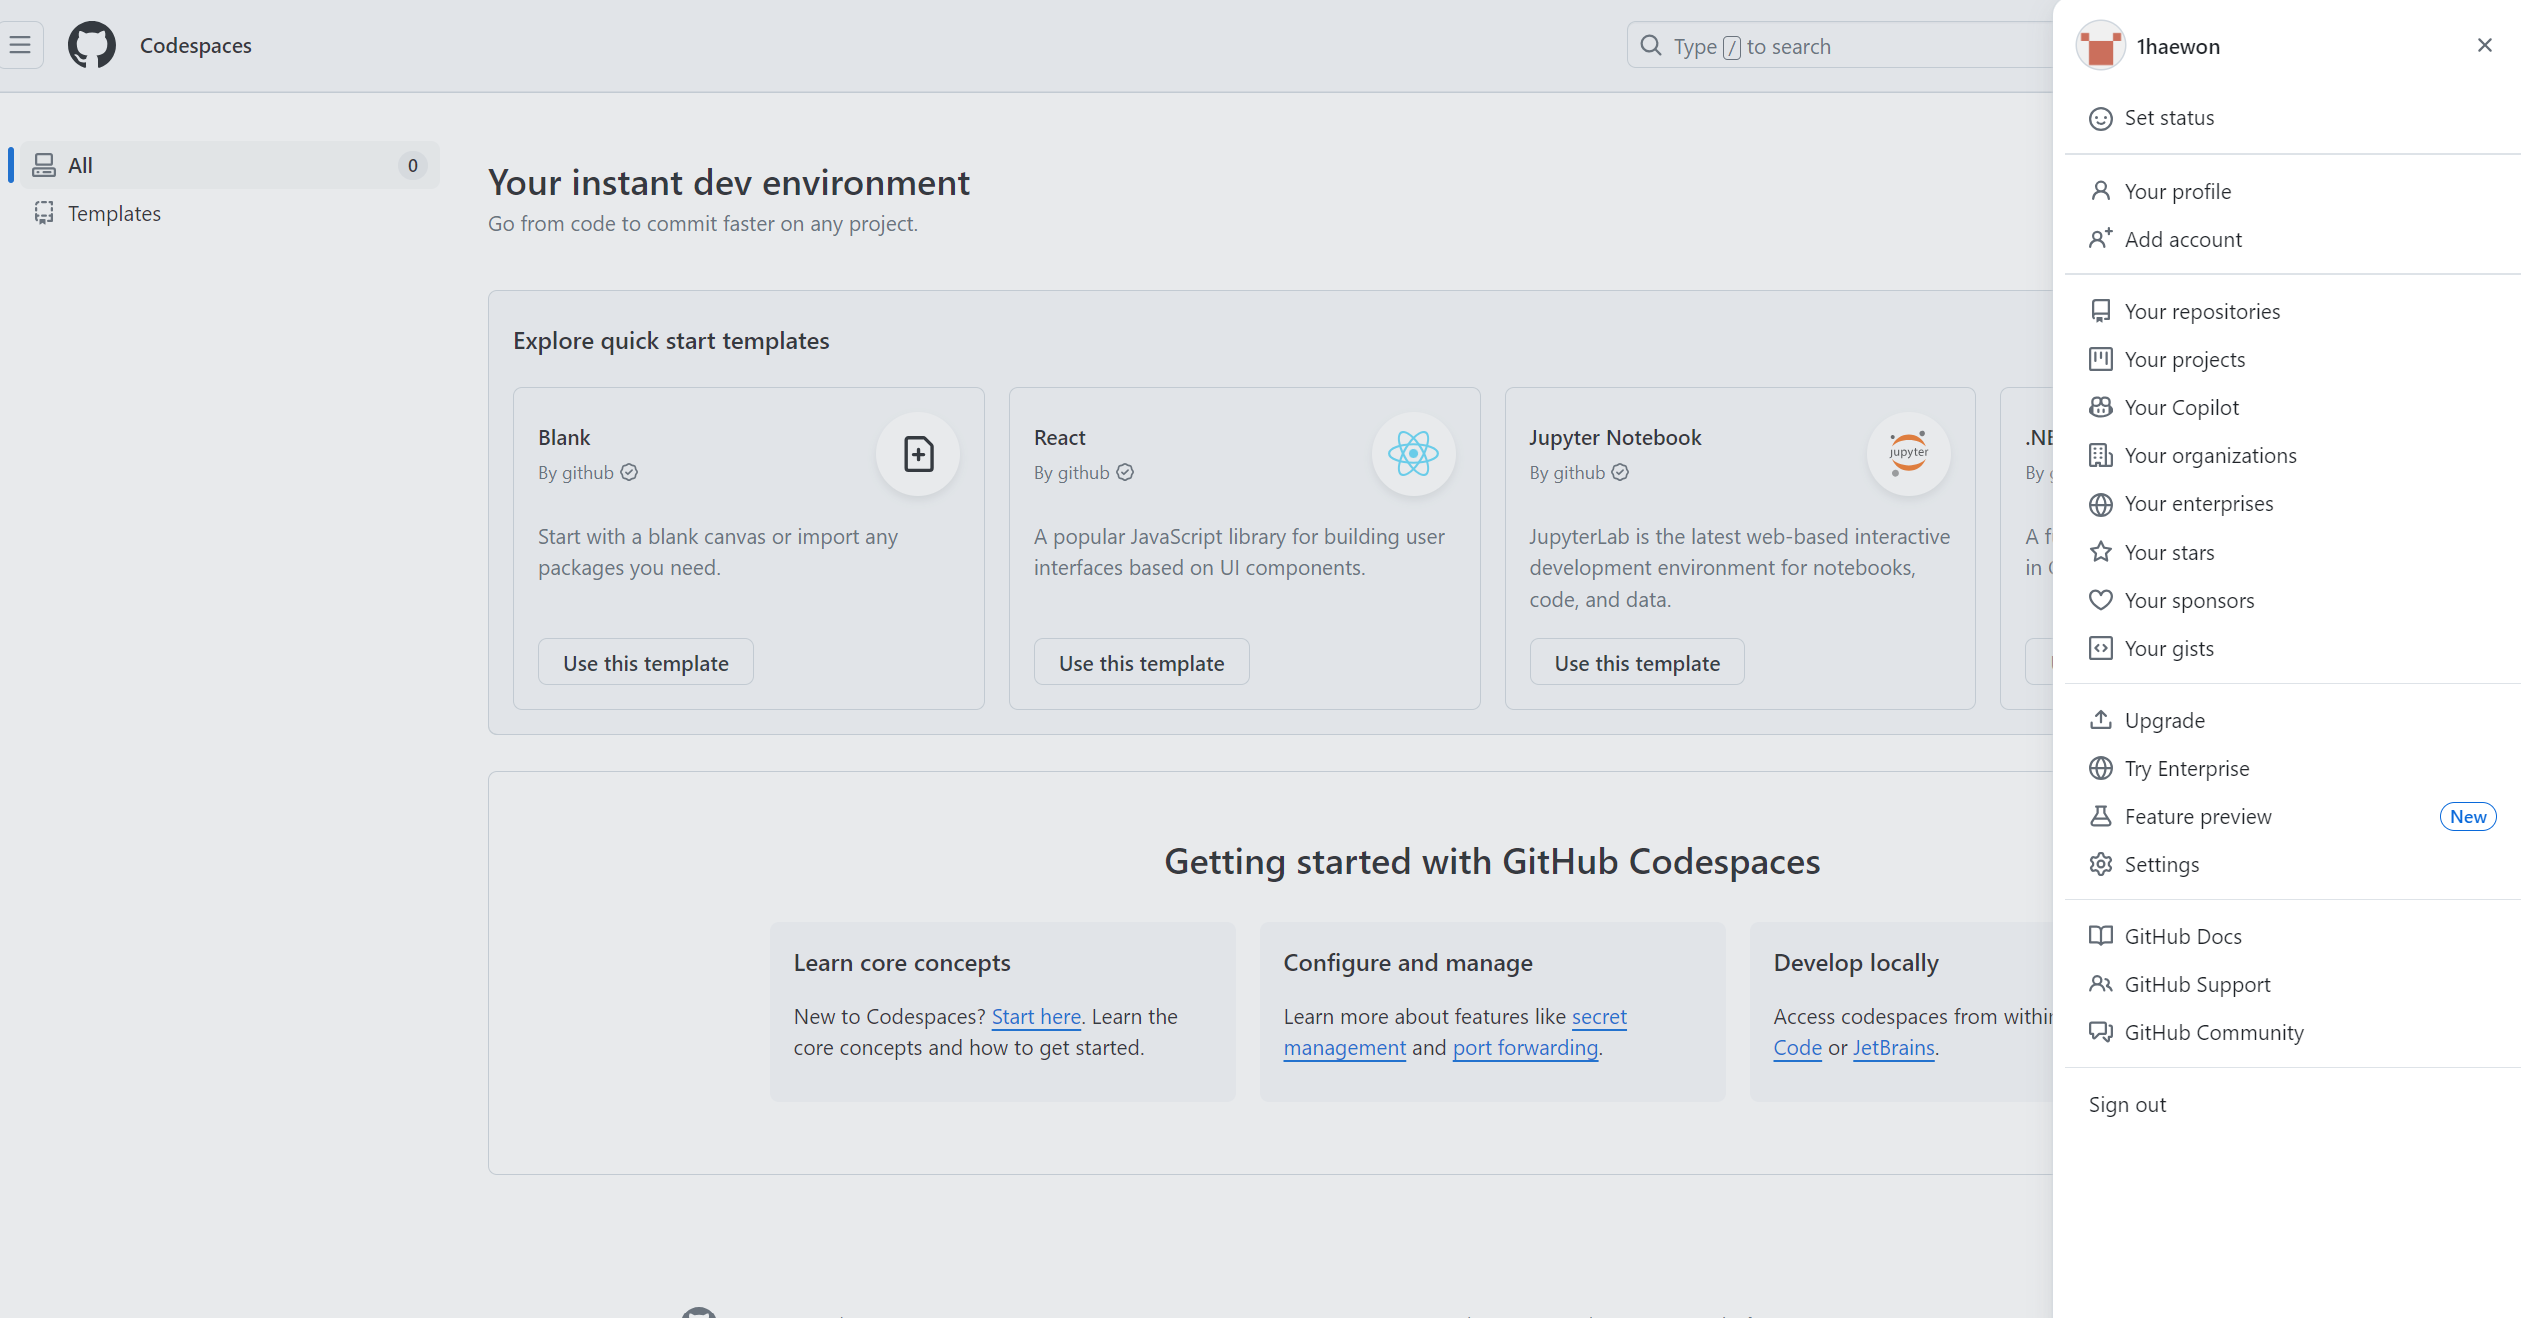 Codespaces
Type / to search
All 0
Templates
Your instant dev environment
Go from code to commit faster on any project.
Explore quick start templates
Blank
By github
Start with a blank canvas or import any
packages you need.
Use this template
React
By github
A popular JavaScript library for building user
interfaces based on UI components.
Use this template
Jupyter Notebook
By github
jupyter
JupyterLab is the latest web-based interactive
development environment for notebooks,
code, and data.
Use this template
By
in
Getting started with GitHub Codespaces
Learn core concepts
New to Codespaces? Start here. Learn the
core concepts and how to get started.
Configure and manage
Learn more about features like secret
management and port forwarding.
Develop locally
Access codespaces from within
Code or JetBrains.
1haewon
Set status
Your profile
Add account
Your repositories
Your projects
Your Copilot
Your organizations
Your enterprises
Your stars
Your sponsors
Your gists
Upgrade
Try Enterprise
Feature preview New
Settings
GitHub Docs
GitHub Support
GitHub Community
Sign out